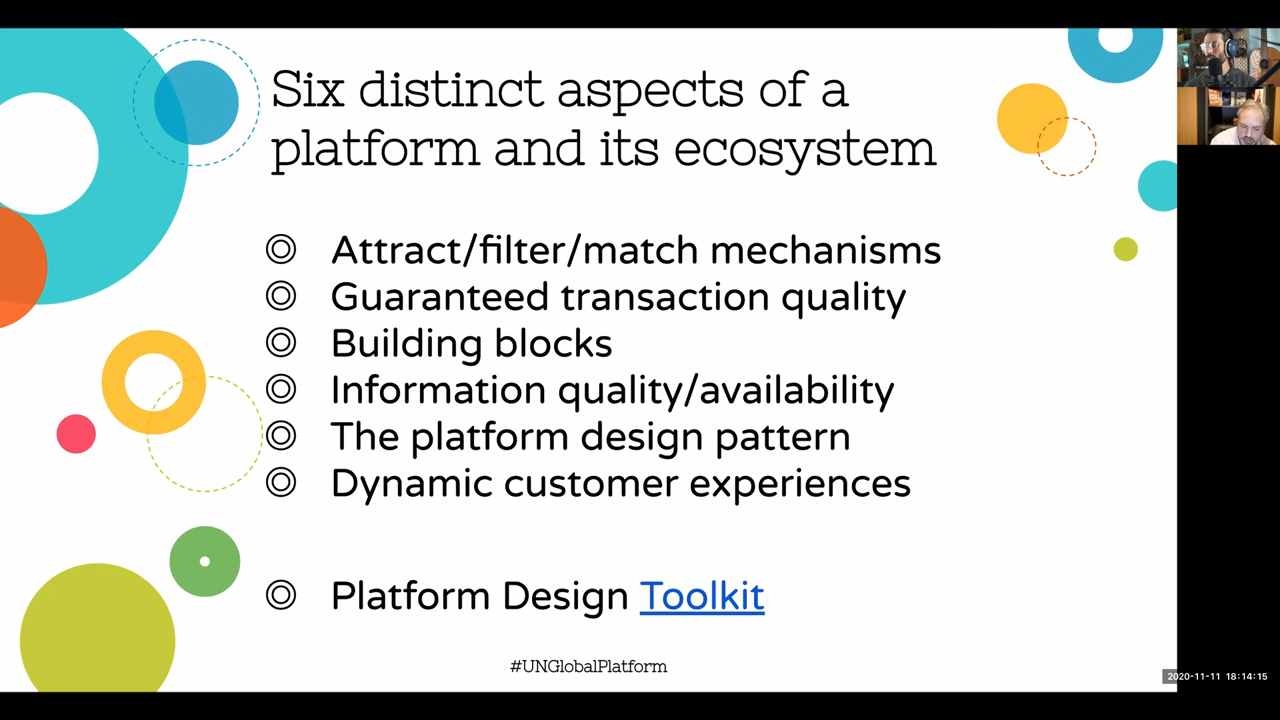 Six distinct aspects of a
platform and its ecosystem
Attract/filter/match mechanisms
Guaranteed transaction quality
Building blocks
Information quality/availability
The platform design pattern
Dynamic customer experiences
Platform Design Toolkit
#UNGlobalPlatform
2020-11-11 18:14:15